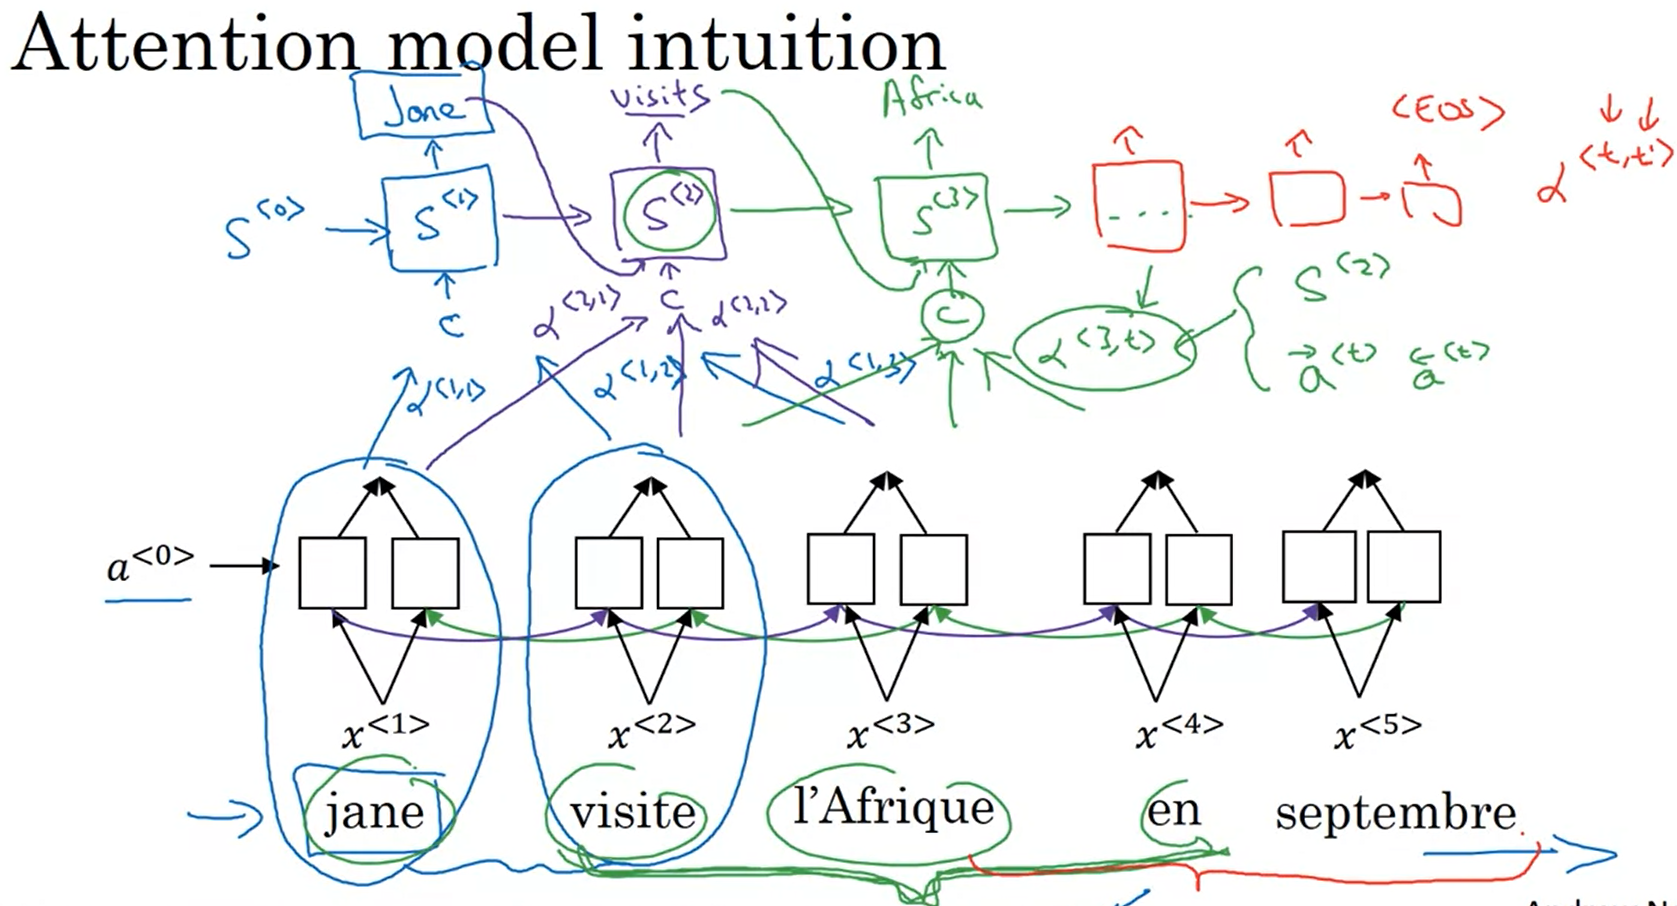 Attention model intuition
Jane visits Africa <EOS> ↓ ↓
α<t,t'>
S<0> → S<1> → S<2> → S<3> → .... → →
C α<2,1> C α<2,2> C α<3,t> { S<2>
α<1,1> α<1,2> α<1,3> a<t> a<t>
a<0> →
x<1> x<2> x<3> x<4> x<5>
→ jane visite l'Afrique en septembre.